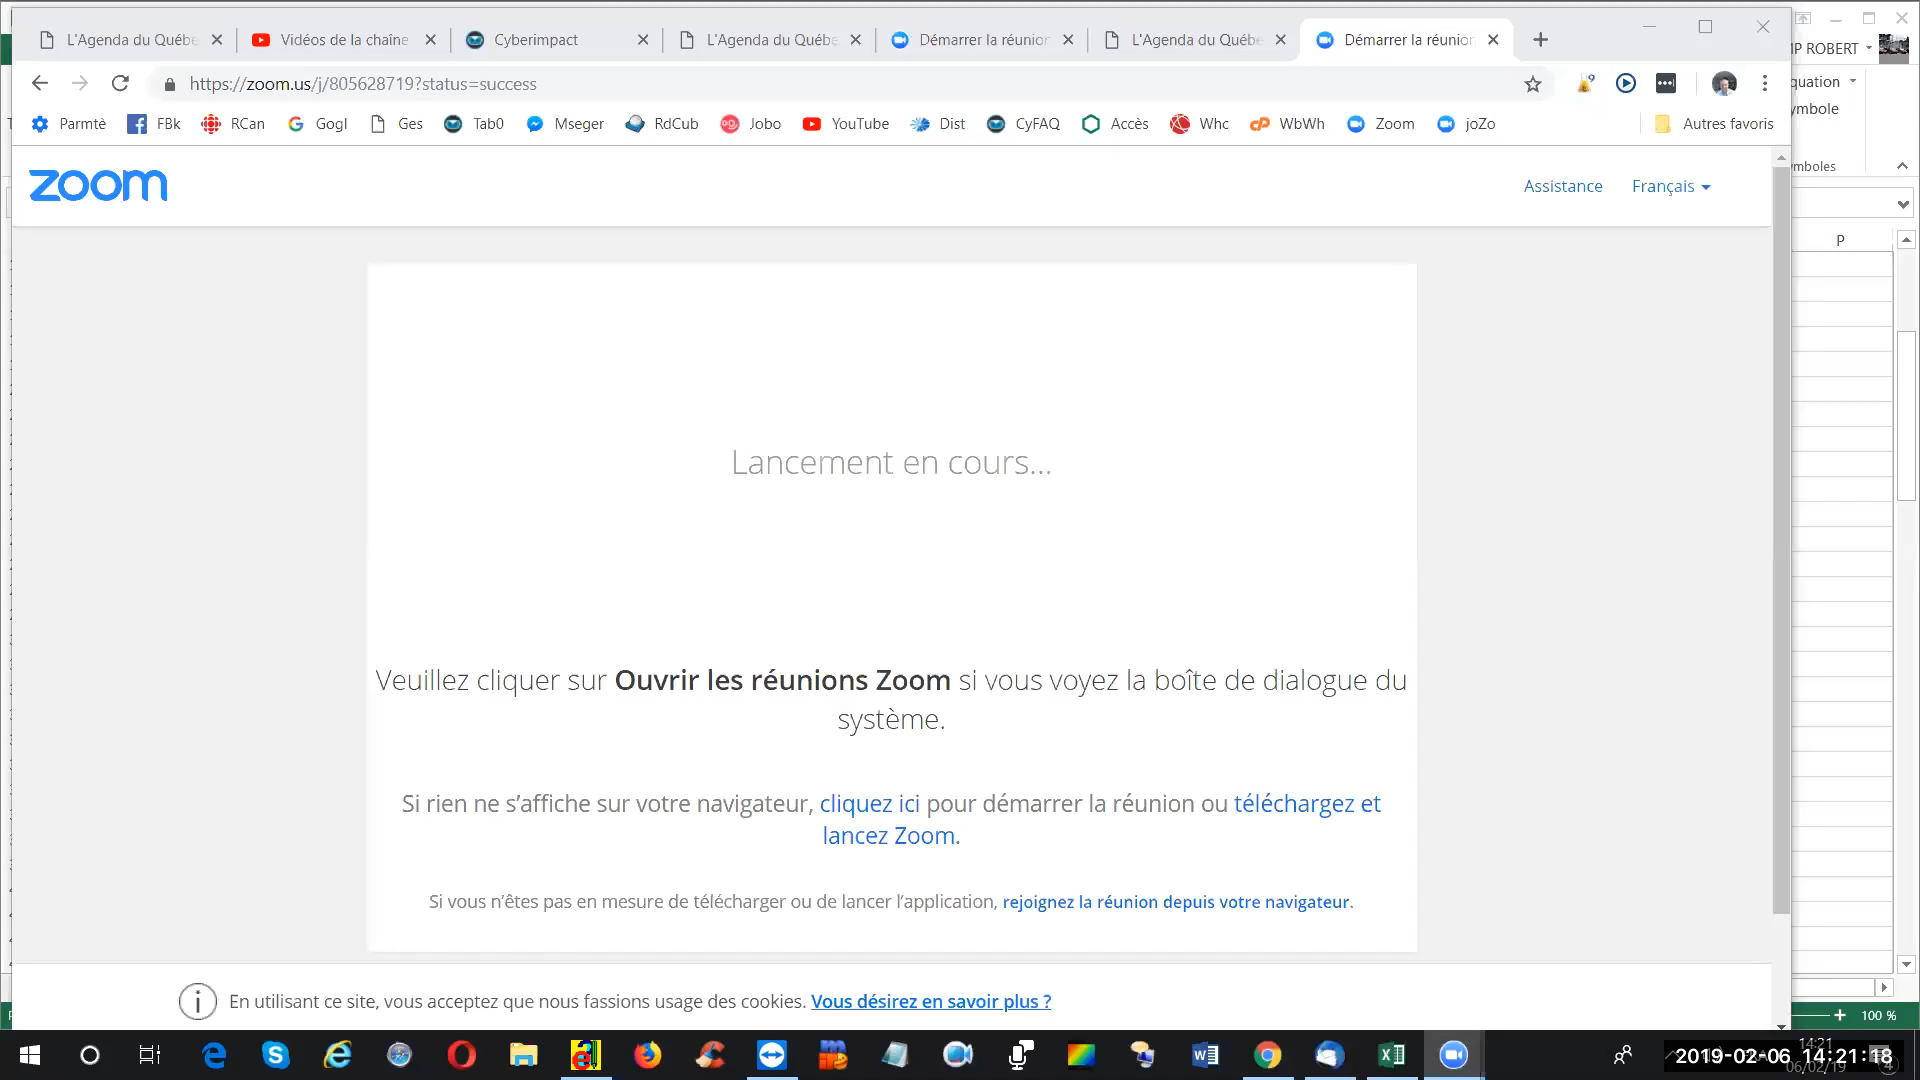 L'Agenda du Québe
Vidéos de la chaîne
Cyberimpact
L'Agenda du Québe
Démarrer la réunion
L'Agenda du Québe
Démarrer la réunion
ROBERT
https://zoom.us/j/805628719?status=success
quation
Parmtè
FBk
RCan
Gogl
Ges
Tab0
Mseger
RdCub
Jobo
YouTube
Dist
CyFAQ
Accès
Whc
WbWh
Zoom
joZo
Autres favoris
ymbole
mboles
zoom
Assistance
Français
P
Lancement en cours...
Veuillez cliquer sur Ouvrir les réunions Zoom si vous voyez la boîte de dialogue du
système.
Si rien ne s’affiche sur votre navigateur, cliquez ici pour démarrer la réunion ou téléchargez et
lancez Zoom.
Si vous n’êtes pas en mesure de télécharger ou de lancer l’application, rejoignez la réunion depuis votre navigateur.
En utilisant ce site, vous acceptez que nous fassions usage des cookies. Vous désirez en savoir plus ?
100 %
14:21
2019-02-06 14:21:18
06/02/19